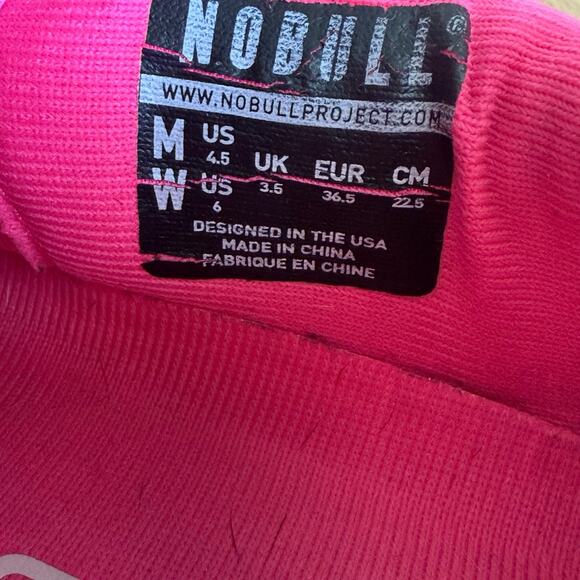 NOBULL®
WWW.NOBULLPROJECT.COM
M US 4.5
W US 6
UK 3.5
EUR 36.5
CM 22.5
DESIGNED IN THE USA
MADE IN CHINA
FABRIQUE EN CHINE